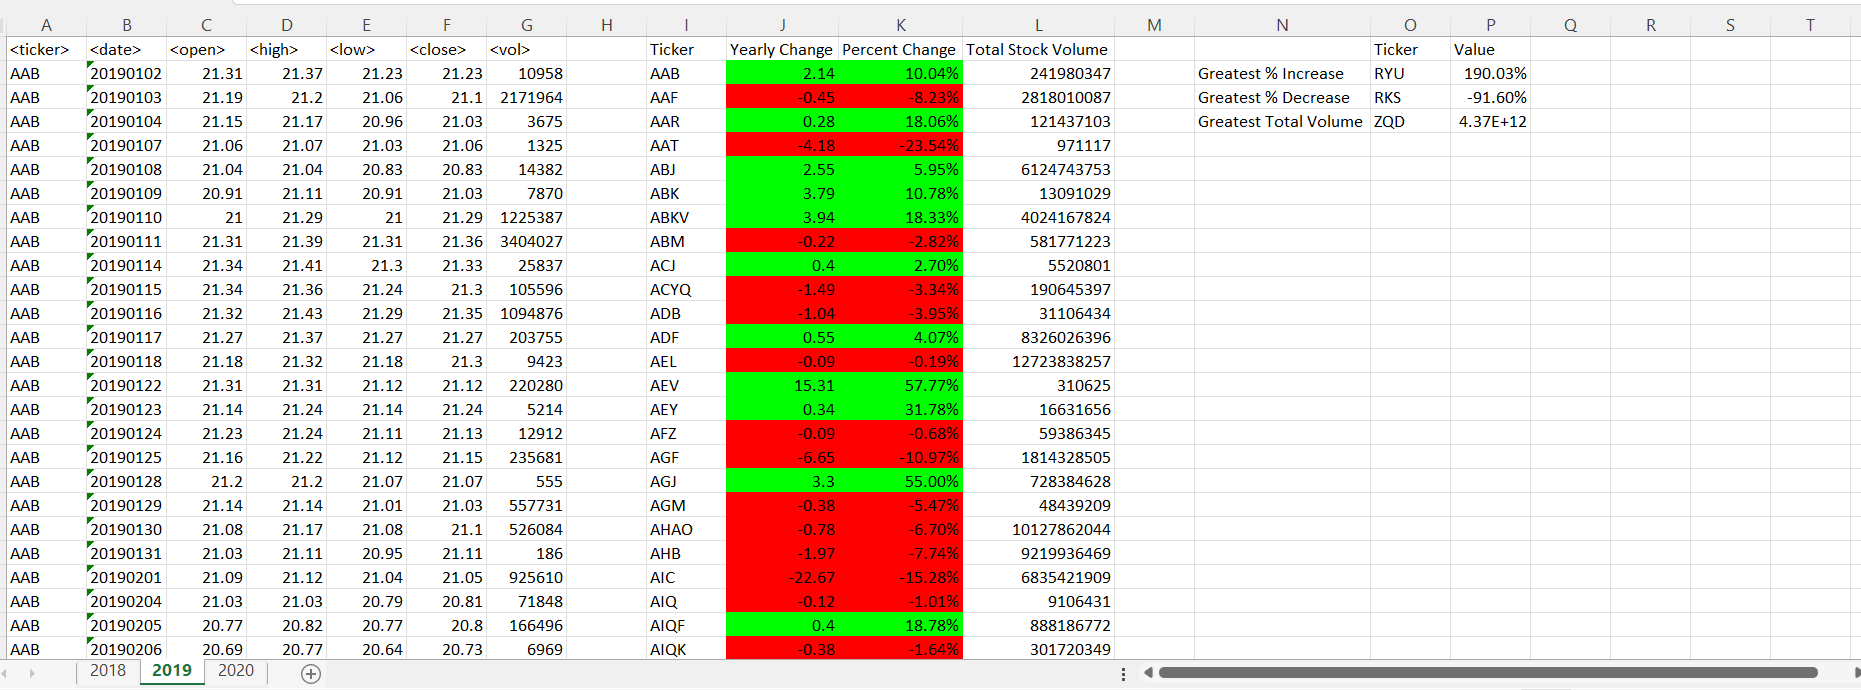 A B C D E F G H I J K L M N O P Q R S T
<ticker> <date> <open> <high> <low> <close> <vol> Ticker Yearly Change Percent Change Total Stock Volume Ticker Value
AAB 20190102 21.31 21.37 21.23 21.23 10958 AAB 2.14 10.04% 241980347 Greatest % Increase RYU 190.03%
AAB 20190103 21.19 21.2 21.06 21.1 2171964 AAF -0.45 -8.23% 2818010087 Greatest % Decrease RKS -91.60%
AAB 20190104 21.15 21.17 20.96 21.03 3675 AAR 0.28 18.06% 121437103 Greatest Total Volume ZQD 4.37E+12
AAB 20190107 21.06 21.07 21.03 21.06 1325 AAT -4.18 -23.54% 971117
AAB 20190108 21.04 21.04 20.83 20.83 14382 ABJ 2.55 5.95% 6124743753
AAB 20190109 20.91 21.11 20.91 21.03 7870 ABK 3.79 10.78% 13091029
AAB 20190110 21 21.29 21 21.29 1225387 ABKV 3.94 18.33% 4024167824
AAB 20190111 21.31 21.39 21.31 21.36 3404027 ABM -0.22 -2.82% 581771223
AAB 20190114 21.34 21.41 21.3 21.33 25837 ACJ 0.4 2.70% 5520801
AAB 20190115 21.34 21.36 21.24 21.3 105596 ACYQ -1.49 -3.34% 190645397
AAB 20190116 21.32 21.43 21.29 21.35 1094876 ADB -1.04 -3.95% 31106434
AAB 20190117 21.27 21.37 21.27 21.27 203755 ADF 0.55 4.07% 8326026396
AAB 20190118 21.18 21.32 21.18 21.3 9423 AEL -0.09 -0.19% 12723838257
AAB 20190122 21.31 21.31 21.12 21.12 220280 AEV 15.31 57.77% 310625
AAB 20190123 21.14 21.24 21.14 21.24 5214 AEY 0.34 31.78% 16631656
AAB 20190124 21.23 21.24 21.11 21.13 12912 AFZ -0.09 -0.68% 59386345
AAB 20190125 21.16 21.22 21.12 21.15 235681 AGF -6.65 -10.97% 1814328505
AAB 20190128 21.2 21.2 21.07 21.07 555 AGJ 3.3 55.00% 728384628
AAB 20190129 21.14 21.14 21.01 21.03 557731 AGM -0.38 -5.47% 48439209
AAB 20190130 21.08 21.17 21.08 21.1 526084 AHAO -0.78 -6.70% 10127862044
AAB 20190131 21.03 21.11 20.95 21.11 186 AHB -1.97 -7.74% 9219936469
AAB 20190201 21.09 21.12 21.04 21.05 925610 AIC -22.67 -15.28% 6835421909
AAB 20190204 21.03 21.03 20.79 20.81 71848 AIQ -0.12 -1.01% 9106431
AAB 20190205 20.77 20.82 20.77 20.8 166496 AIQF 0.4 18.78% 888186772
AAB 20190206 20.69 20.77 20.64 20.73 6969 AIQK -0.38 -1.64% 301720349
2018 2019 2020